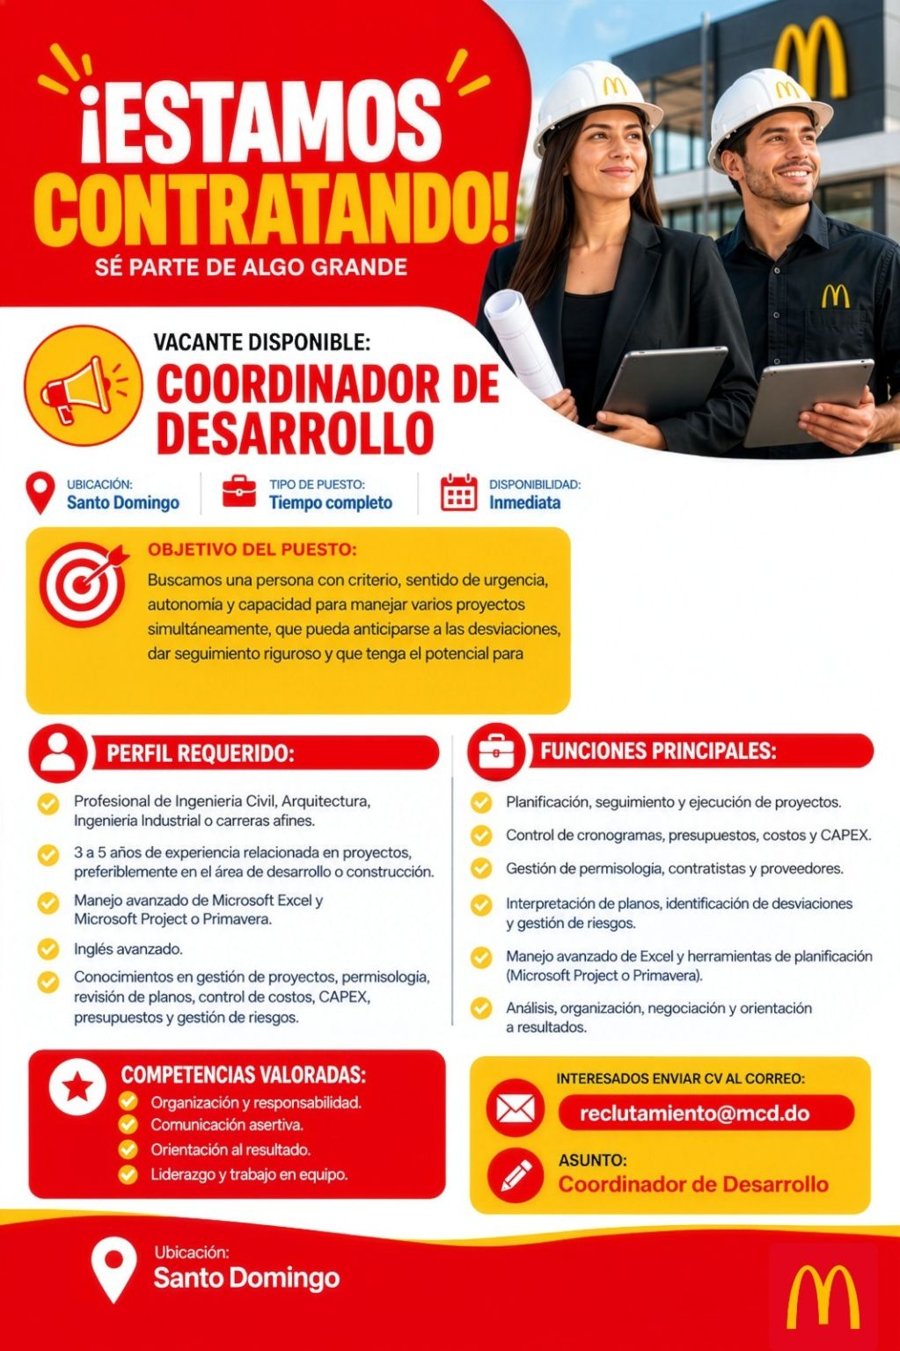 ¡ESTAMOS
CONTRATANDO!
SÉ PARTE DE ALGO GRANDE
VACANTE DISPONIBLE:
COORDINADOR DE
DESARROLLO
UBICACIÓN:
Santo Domingo
TIPO DE PUESTO:
Tiempo completo
DISPONIBILIDAD:
Inmediata
OBJETIVO DEL PUESTO:
Buscamos una persona con criterio, sentido de urgencia,
autonomía y capacidad para manejar varios proyectos
simultáneamente, que pueda anticiparse a las desviaciones,
dar seguimiento riguroso y que tenga el potencial para
PERFIL REQUERIDO:
Profesional de Ingeniería Civil, Arquitectura,
Ingeniería Industrial o carreras afines.
3 a 5 años de experiencia relacionada en proyectos,
preferiblemente en el área de desarrollo o construcción.
Manejo avanzado de Microsoft Excel y
Microsoft Project o Primavera.
Inglés avanzado.
Conocimientos en gestión de proyectos, permisología,
revisión de planos, control de costos, CAPEX,
presupuestos y gestión de riesgos.
FUNCIONES PRINCIPALES:
Planificación, seguimiento y ejecución de proyectos.
Control de cronogramas, presupuestos, costos y CAPEX.
Gestión de permisología, contratistas y proveedores.
Interpretación de planos, identificación de desviaciones
y gestión de riesgos.
Manejo avanzado de Excel y herramientas de planificación
(Microsoft Project o Primavera).
Análisis, organización, negociación y orientación
a resultados.
COMPETENCIAS VALORADAS:
Organización y responsabilidad.
Comunicación asertiva.
Orientación al resultado.
Liderazgo y trabajo en equipo.
INTERESADOS ENVIAR CV AL CORREO:
reclutamiento@mcd.do
ASUNTO:
Coordinador de Desarrollo
Ubicación:
Santo Domingo